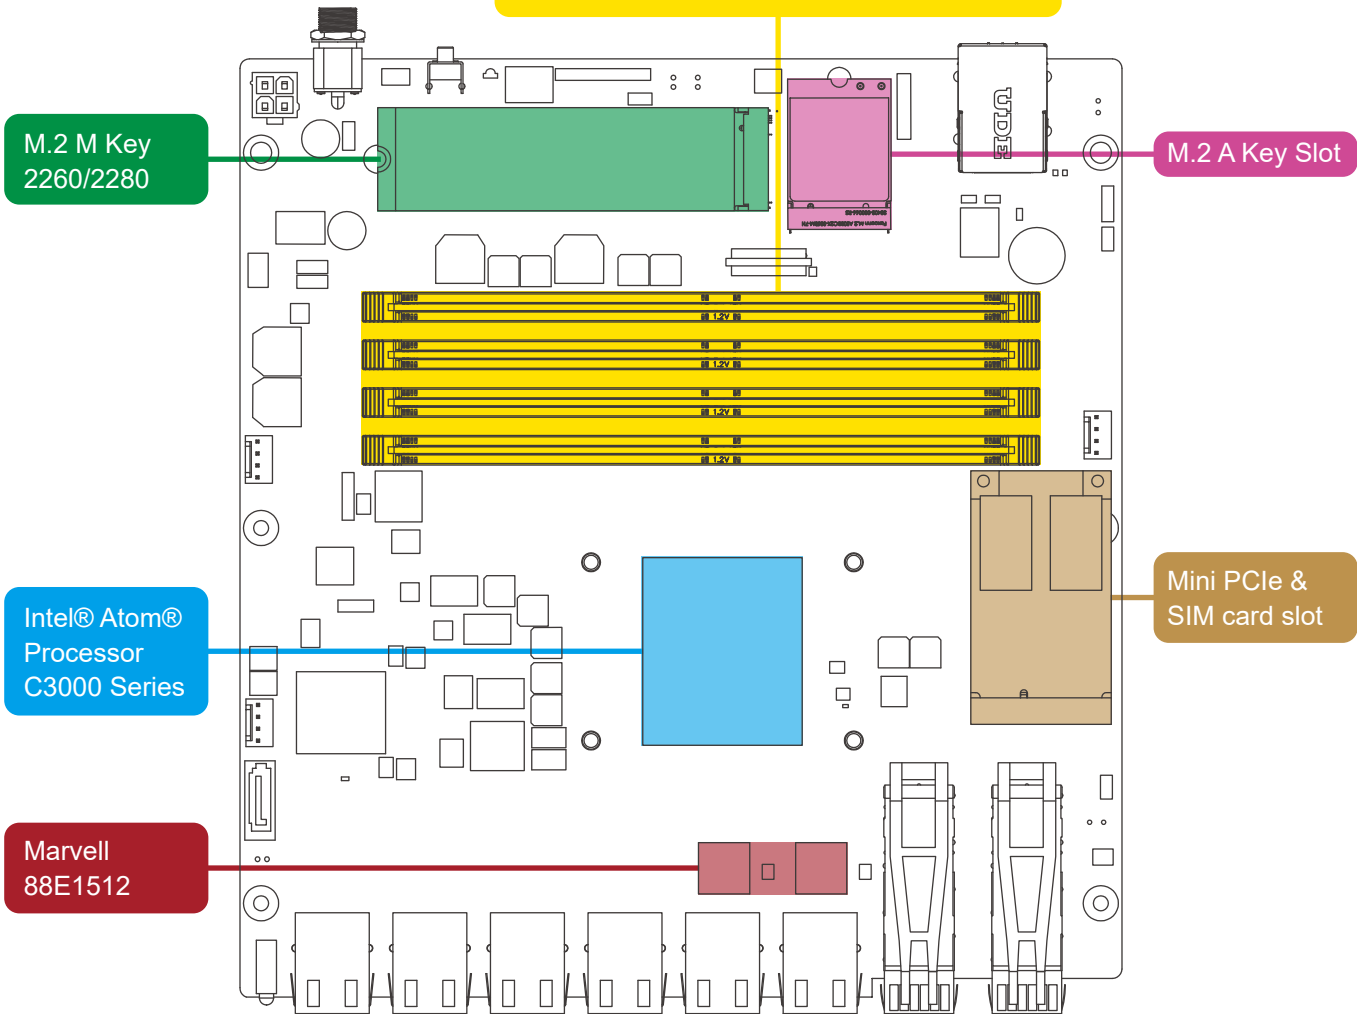 UDE
M.2 M Key
2260/2280
M.2 A Key Slot
1.2V
1.2V
1.2V
1.2V
Intel® Atom®
Processor
C3000 Series
Mini PCIe &
SIM card slot
Marvell
88E1512